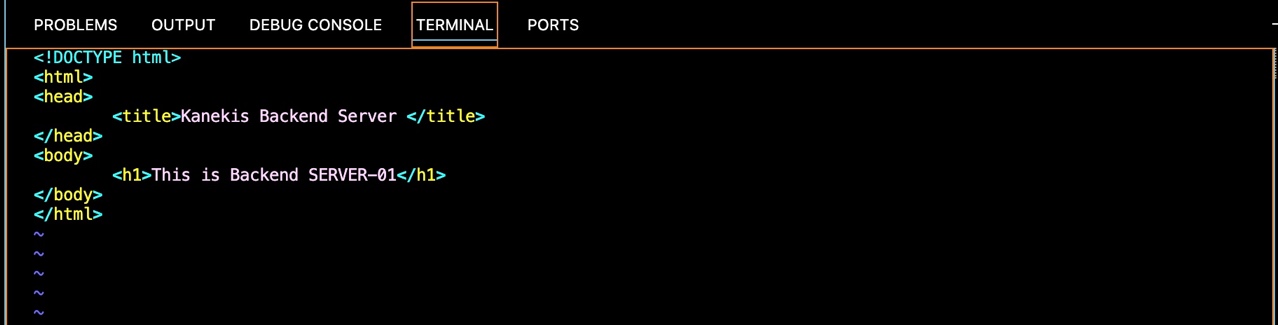 PROBLEMS OUTPUT DEBUG CONSOLE TERMINAL PORTS
<!DOCTYPE html>
<html>
<head>
        <title>Kanekis Backend Server </title>
</head>
<body>
        <h1>This is Backend SERVER-01</h1>
</body>
</html>
~
~
~
~
~